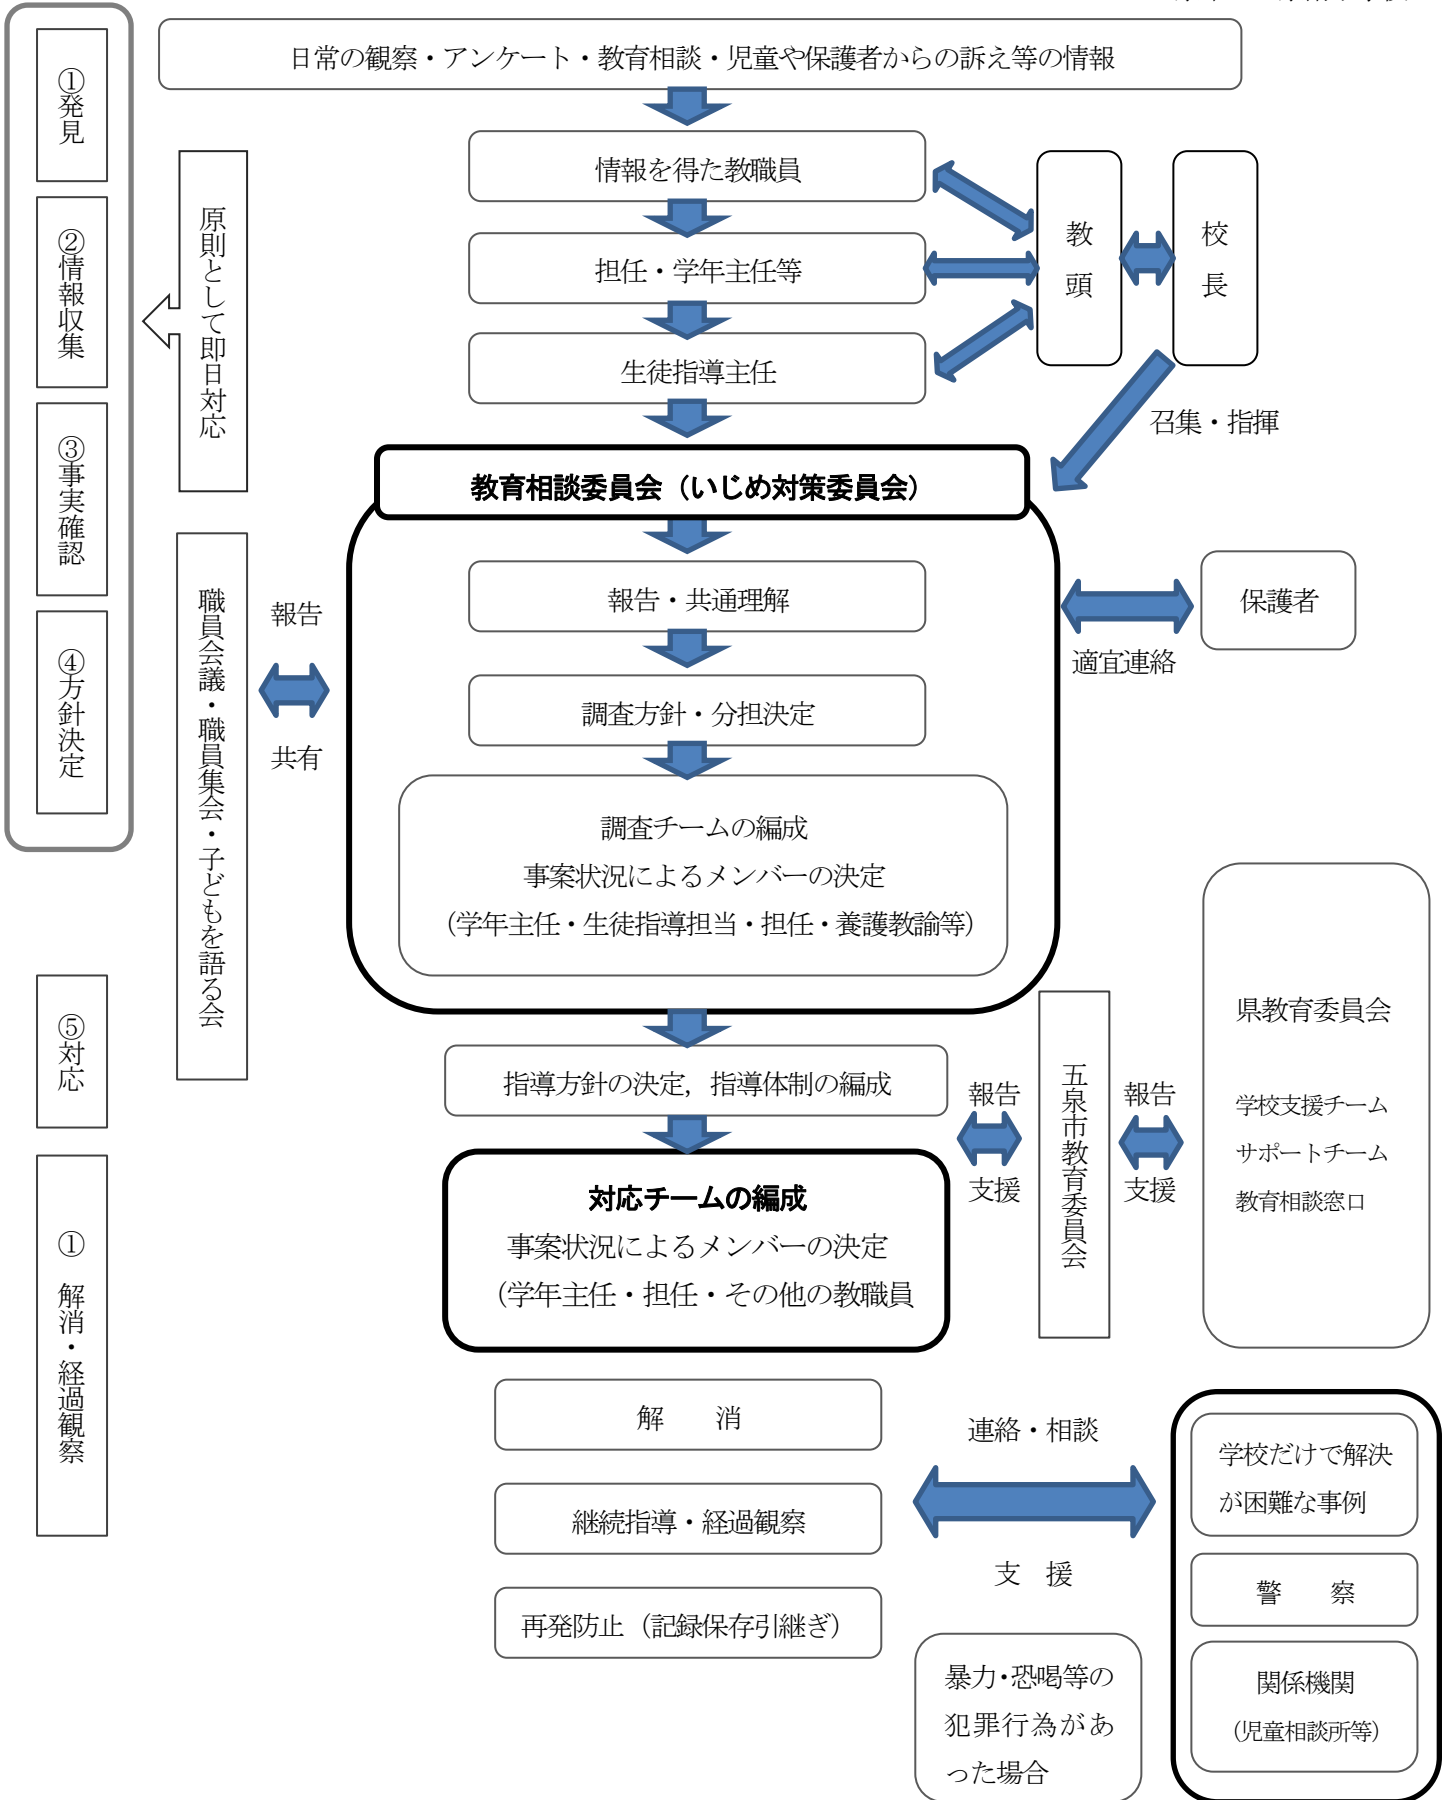 日常の観察・アンケート・教育相談・児童や保護者からの訴え等の情報
①発見
②情報収集
③事実確認
④方針決定
原則として即日対応
情報を得た教職員
担任・学年主任等
生徒指導主任
教頭
校長
召集・指揮
教育相談委員会（いじめ対策委員会）
報告・共通理解
調査方針・分担決定
調査チームの編成
事案状況によるメンバーの決定
（学年主任・生徒指導担当・担任・養護教諭等）
職員会議・職員集会・子どもを語る会
報告
共有
保護者
適宜連絡
⑤対応
指導方針の決定，指導体制の編成
対応チームの編成
事案状況によるメンバーの決定
（学年主任・担任・その他の教職員
報告
支援
五泉市教育委員会
報告
支援
県教育委員会
学校支援チーム
サポートチーム
教育相談窓口
①　解消・経過観察
解　　消
継続指導・経過観察
再発防止（記録保存引継ぎ）
連絡・相談
支　援
学校だけで解決
が困難な事例
警　　察
関係機関
（児童相談所等）
暴力・恐喝等の
犯罪行為があ
った場合